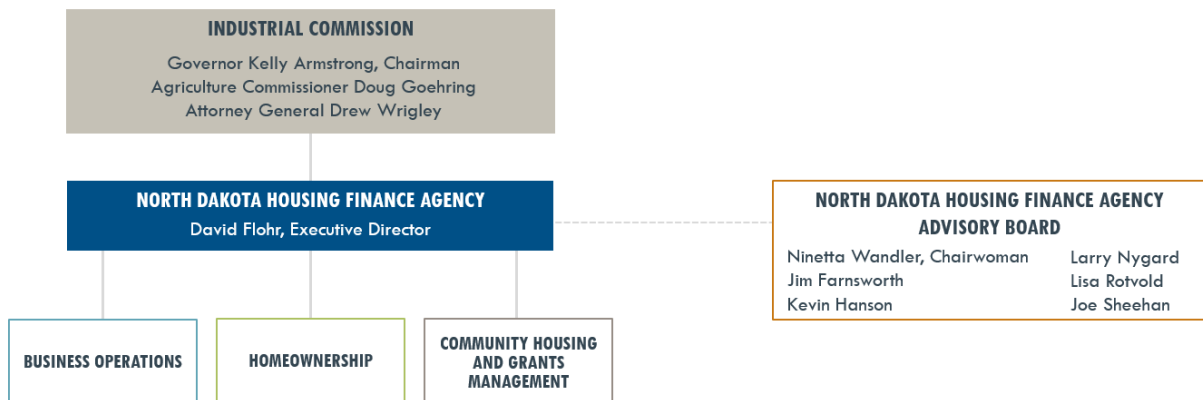 INDUSTRIAL COMMISSION
Governor Kelly Armstrong, Chairman
Agriculture Commissioner Doug Goehring
Attorney General Drew Wrigley
NORTH DAKOTA HOUSING FINANCE AGENCY
David Flohr, Executive Director
NORTH DAKOTA HOUSING FINANCE AGENCY
ADVISORY BOARD
Ninetta Wandler, Chairwoman
Jim Farnsworth
Kevin Hanson
Larry Nygard
Lisa Rotvold
Joe Sheehan
BUSINESS OPERATIONS
HOMEOWNERSHIP
COMMUNITY HOUSING
AND GRANTS
MANAGEMENT